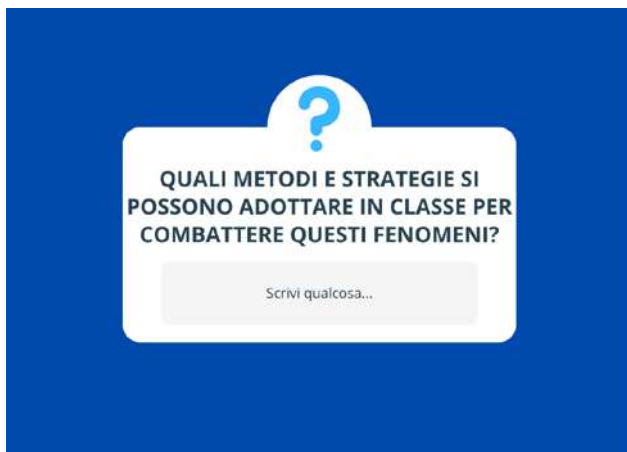 ?
QUALI METODI E STRATEGIE SI
POSSONO ADOTTARE IN CLASSE PER
COMBATTERE QUESTI FENOMENI?
Scrivi qualcosa...